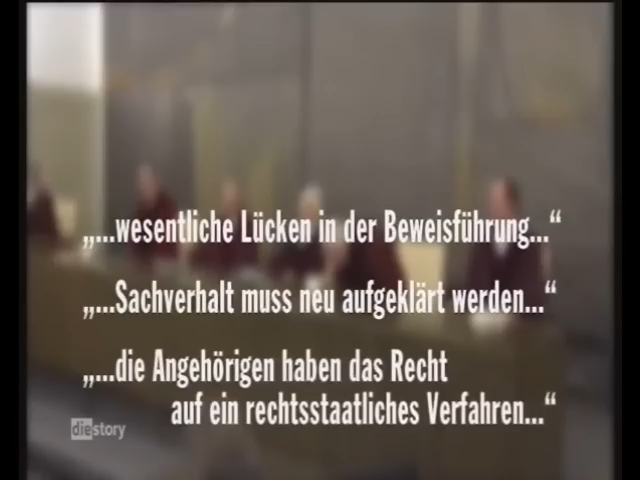 „...wesentliche Lücken in der Beweisführung...“
„...Sachverhalt muss neu aufgeklärt werden...“
„...die Angehörigen haben das Recht
auf ein rechtsstaatliches Verfahren...“
diestory